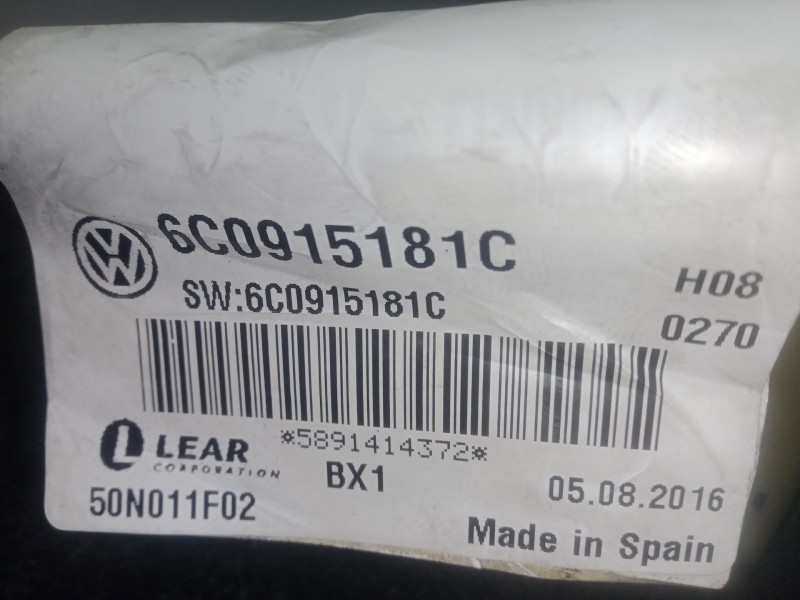 6C0915181C
SW:6C0915181C
H08
0270
*5891414372*
LEAR
CORPORATION
BX1
05.08.2016
50N011F02
Made in Spain